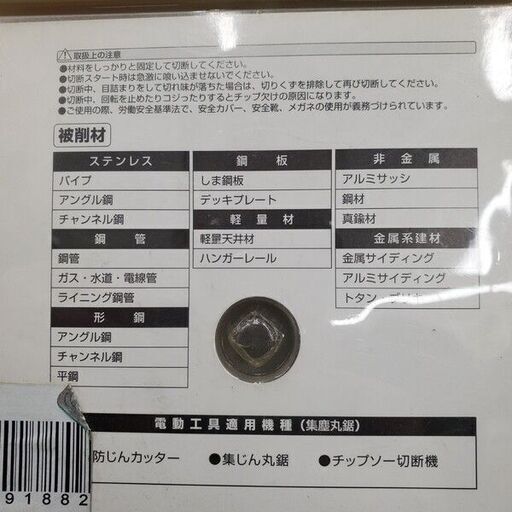 取扱上の注意
●材料をしっかりと固定して切断してください。
●切断スタート時は急激に喰い込ませないでください。
●切断中、目詰まりをして切れ味が落ちた場合は、切りくずを排除して再び切断してください。
●切断中、回転を止めたりコジったりするとチップ欠けの原因になります。
●ご使用の際、労働安全基準法で、安全カバー、安全靴、メガネの使用が義務づけられています。
被削材
ステンレス
パイプ
アングル鋼
チャンネル鋼
鋼管
鋼管
ガス・水道・電線管
ライニング鋼管
形鋼
アングル鋼
チャンネル鋼
平鋼
鋼板
しま鋼板
デッキプレート
軽量材
軽量天井材
ハンガーレール
非金属
アルミサッシ
鋼材
真鍮材
金属系建材
金属サイディング
アルミサイディング
トタン・ブリキ
電動工具適用機種(集塵丸鋸)
防じんカッター ●集じん丸鋸 ●チップソー切断機
91882